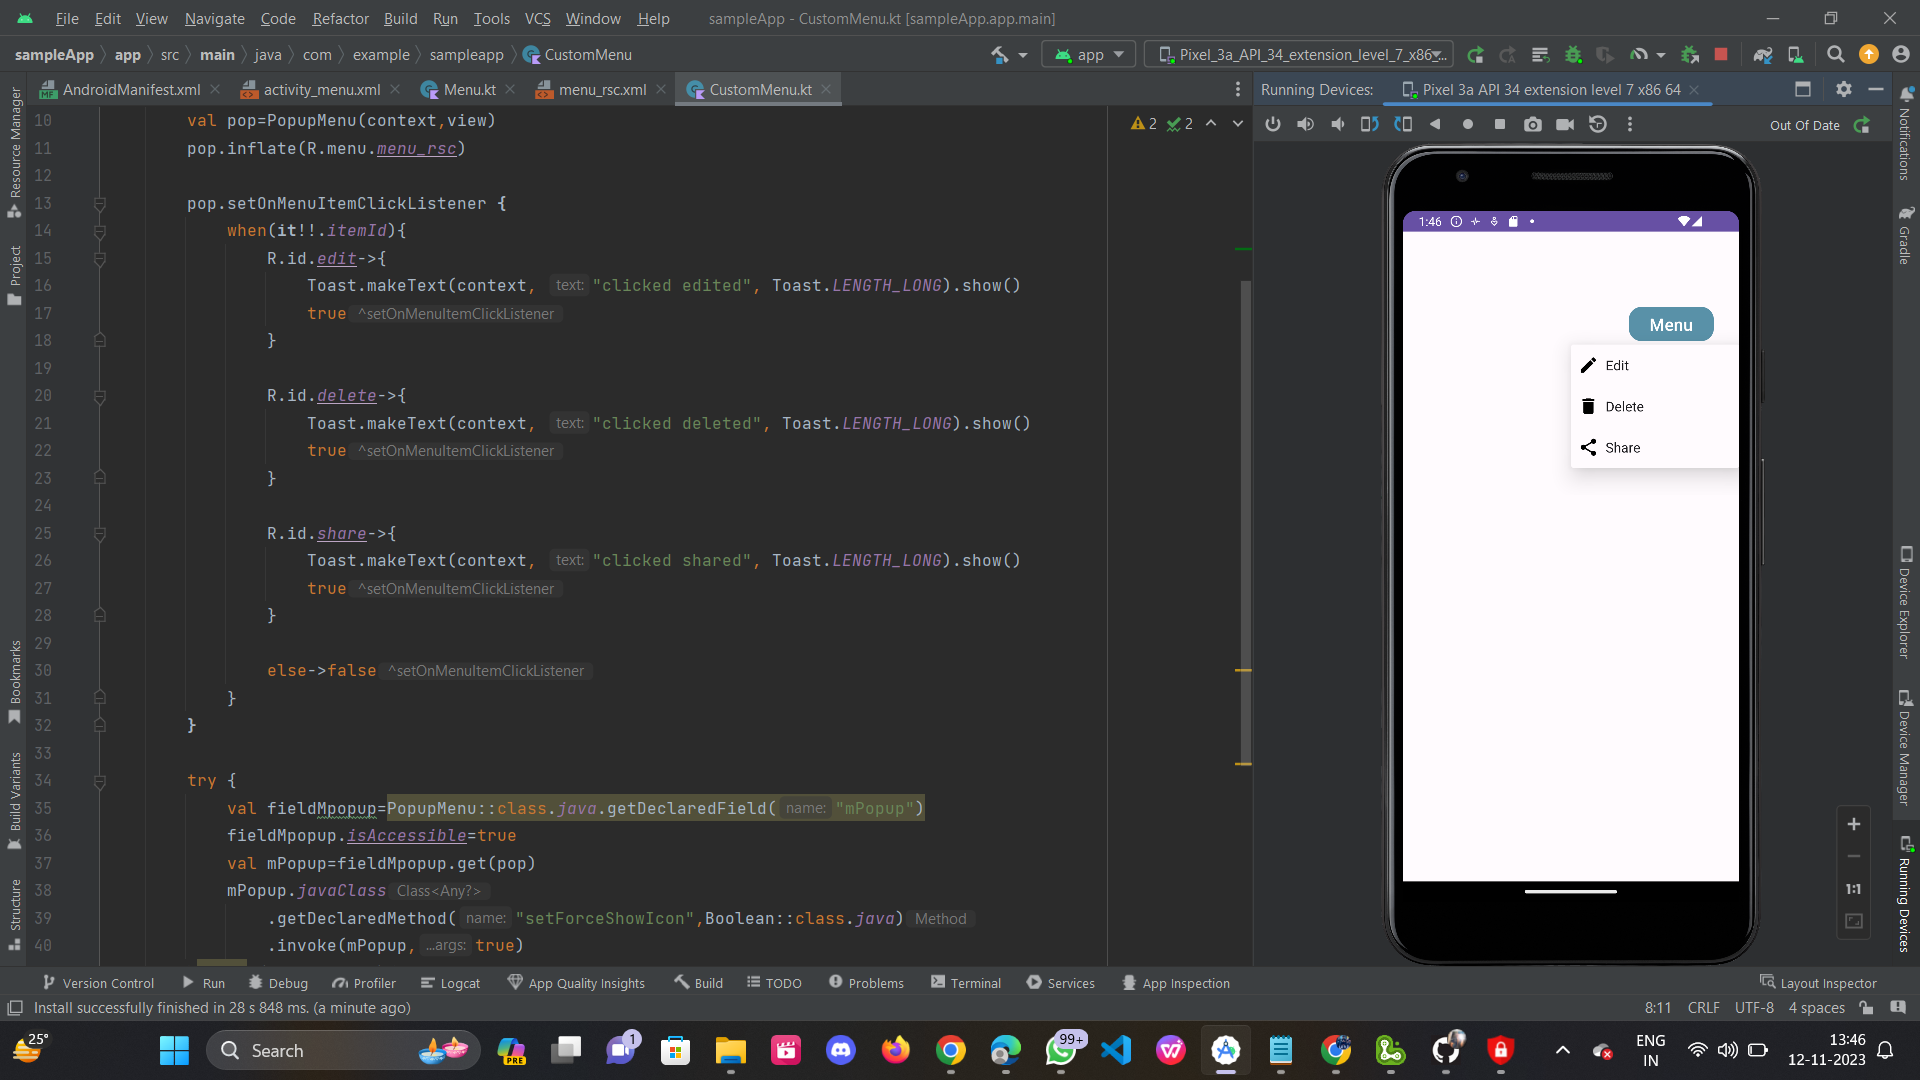 File Edit View Navigate Code Refactor Build Run Tools VCS Window Help sampleApp - CustomMenu.kt [sampleApp.app.main]
sampleApp app src main java com example sampleapp CustomMenu app Pixel_3a_API_34_extension_level_7_x86...
AndroidManifest.xml activity_menu.xml Menu.kt menu_rsc.xml CustomMenu.kt Running Devices: Pixel 3a API 34 extension level 7 x86 64
Out Of Date
2 2
10 val pop=PopupMenu(context,view)
11 pop.inflate(R.menu.menu_rsc)
12
13 pop.setOnMenuItemClickListener {
14 when(it!!.itemId){
15 R.id.edit->{
16 Toast.makeText(context, text: "clicked edited", Toast.LENGTH_LONG).show()
17 true ^setOnMenuItemClickListener
18 }
19
20 R.id.delete->{
21 Toast.makeText(context, text: "clicked deleted", Toast.LENGTH_LONG).show()
22 true ^setOnMenuItemClickListener
23 }
24
25 R.id.share->{
26 Toast.makeText(context, text: "clicked shared", Toast.LENGTH_LONG).show()
27 true ^setOnMenuItemClickListener
28 }
29
30 else->false ^setOnMenuItemClickListener
31 }
32 }
33
34 try {
35 val fieldMpopup=PopupMenu::class.java.getDeclaredField( name: "mPopup")
36 fieldMpopup.isAccessible=true
37 val mPopup=fieldMpopup.get(pop)
38 mPopup.javaClass Class<Any?>
39 .getDeclaredMethod( name: "setForceShowIcon",Boolean::class.java) Method
40 .invoke(mPopup, ...args: true)
Resource Manager
Project
Bookmarks
Build Variants
Structure
1:46
Menu
Edit
Delete
Share
1:1
Notifications
Gradle
Device Explorer
Device Manager
Running Devices
Version Control Run Debug Profiler Logcat App Quality Insights Build TODO Problems Terminal Services App Inspection Layout Inspector
Install successfully finished in 28 s 848 ms. (a minute ago) 8:11 CRLF UTF-8 4 spaces
25° Search PRE 1 99+ ENG IN 13:46 12-11-2023